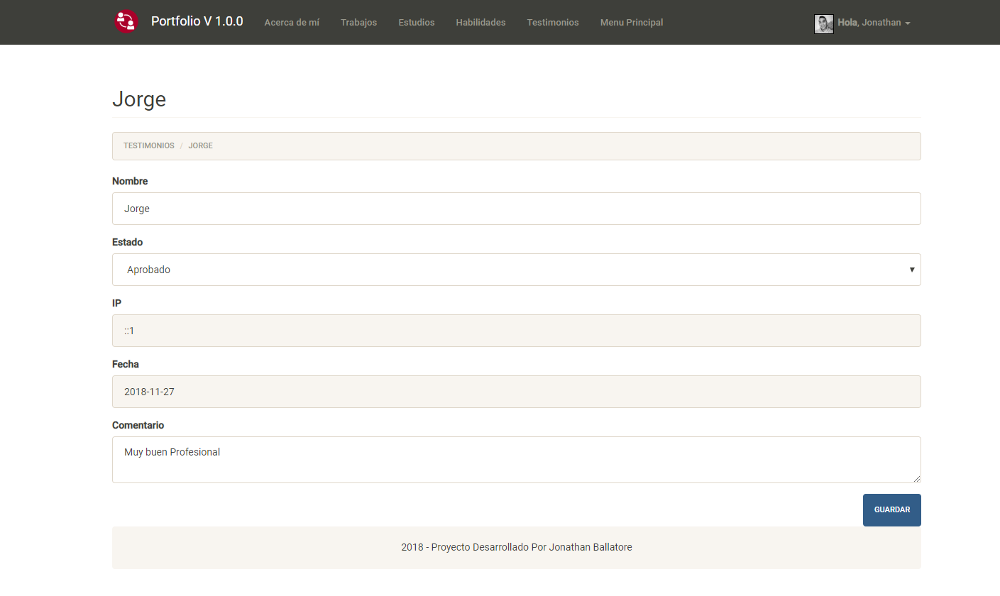 Portfolio V 1.0.0 Acerca de mí Trabajos Estudios Habilidades Testimonios Menu Principal Hola, Jonathan
Jorge
TESTIMONIOS / JORGE
Nombre
Jorge
Estado
Aprobado
IP
::1
Fecha
2018-11-27
Comentario
Muy buen Profesional
GUARDAR
2018 - Proyecto Desarrollado Por Jonathan Ballatore